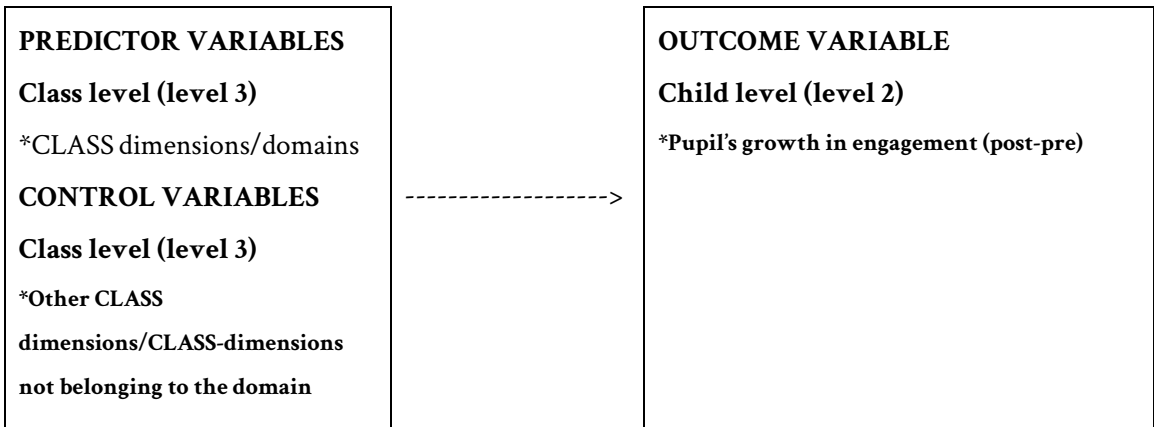 PREDICTOR VARIABLES
Class level (level 3)
*CLASS dimensions/domains
CONTROL VARIABLES
Class level (level 3)
*Other CLASS
dimensions/CLASS-dimensions
not belonging to the domain
------------------->
OUTCOME VARIABLE
Child level (level 2)
*Pupil’s growth in engagement (post-pre)